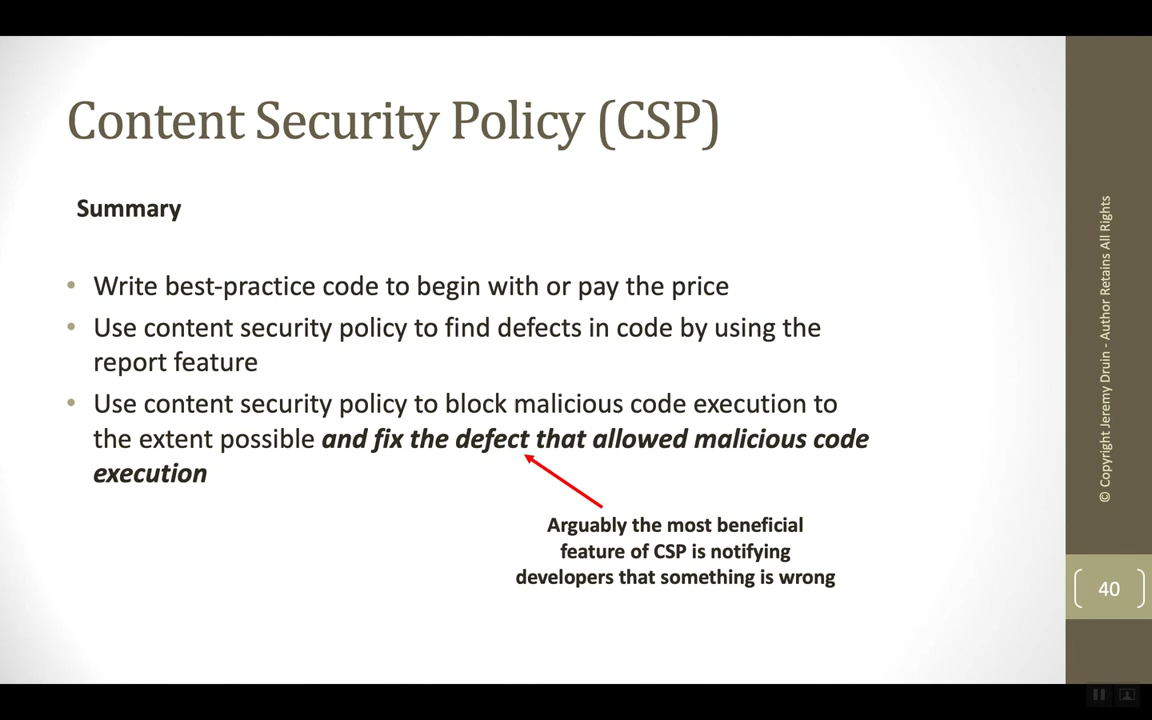 Content Security Policy (CSP)
Summary
• Write best-practice code to begin with or pay the price
• Use content security policy to find defects in code by using the
report feature
• Use content security policy to block malicious code execution to
the extent possible and fix the defect that allowed malicious code
execution
Arguably the most beneficial
feature of CSP is notifying
developers that something is wrong
© Copyright Jeremy Druin - Author Retains All Rights
40